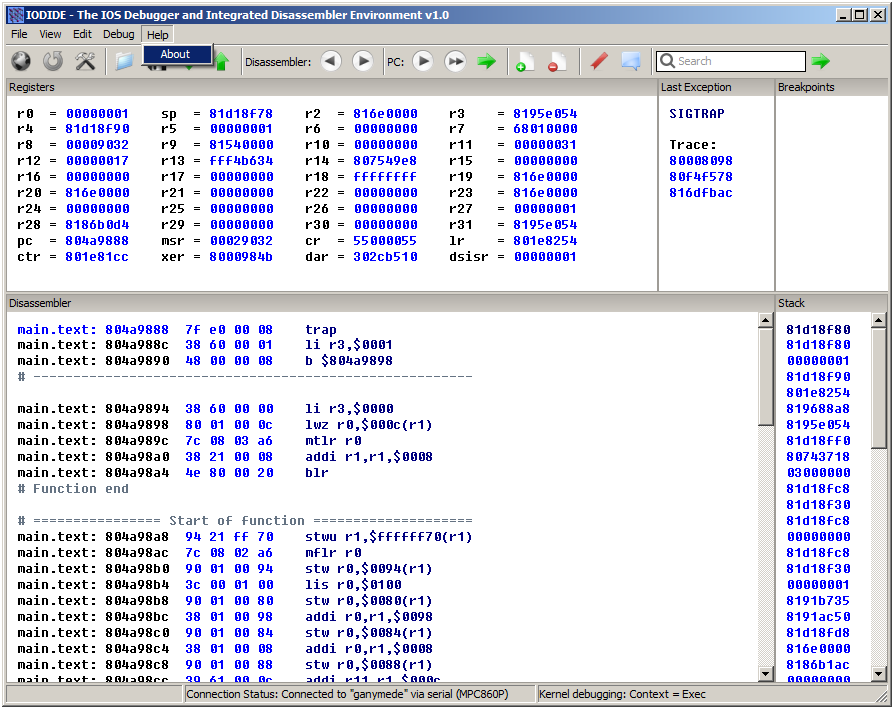 IODIDE - The IOS Debugger and Integrated Disassembler Environment v1.0
File View Edit Debug Help
About
Disassembler: PC: Search
Registers Last Exception Breakpoints
r0 = 00000001 sp = 81d18f78 r2 = 816e0000 r3 = 8195e054 SIGTRAP
r4 = 81d18f90 r5 = 00000001 r6 = 00000000 r7 = 68010000
r8 = 00009032 r9 = 81540000 r10 = 00000000 r11 = 00000031 Trace:
r12 = 00000017 r13 = fff4b634 r14 = 807549e8 r15 = 00000000 80008098
r16 = 00000000 r17 = 00000000 r18 = ffffffff r19 = 816e0000 80f4f578
r20 = 816e0000 r21 = 00000000 r22 = 00000000 r23 = 816e0000 816dfbac
r24 = 00000000 r25 = 00000000 r26 = 00000000 r27 = 00000001
r28 = 8186b0d4 r29 = 00000000 r30 = 00000000 r31 = 8195e054
pc = 804a9888 msr = 00029032 cr = 55000055 lr = 801e8254
ctr = 801e81cc xer = 8000984b dar = 302cb510 dsisr = 00000001
Disassembler Stack
main.text: 804a9888 7f e0 00 08 trap 81d18f80
main.text: 804a988c 38 60 00 01 li r3,$0001 81d18f80
main.text: 804a9890 48 00 00 08 b $804a9898 00000001
# ------------------------------------------------------- 81d18f90
801e8254
main.text: 804a9894 38 60 00 00 li r3,$0000 819688a8
main.text: 804a9898 80 01 00 0c lwz r0,$000c(r1) 8195e054
main.text: 804a989c 7c 08 03 a6 mtlr r0 81d18ff0
main.text: 804a98a0 38 21 00 08 addi r1,r1,$0008 80743718
main.text: 804a98a4 4e 80 00 20 blr 03000000
# Function end 81d18fc8
81d18f30
# ================ Start of function ==================== 81d18fc8
main.text: 804a98a8 94 21 ff 70 stwu r1,$ffffff70(r1) 00000000
main.text: 804a98ac 7c 08 02 a6 mflr r0 81d18fc8
main.text: 804a98b0 90 01 00 94 stw r0,$0094(r1) 81d18f30
main.text: 804a98b4 3c 00 01 00 lis r0,$0100 00000001
main.text: 804a98b8 90 01 00 80 stw r0,$0080(r1) 8191b735
main.text: 804a98bc 38 01 00 98 addi r0,r1,$0098 8191ac50
main.text: 804a98c0 90 01 00 84 stw r0,$0084(r1) 81d18fd8
main.text: 804a98c4 38 01 00 08 addi r0,r1,$0008 816e0000
main.text: 804a98c8 90 01 00 88 stw r0,$0088(r1) 8186b1ac
main.text: 804a98cc 39 61 00 0c addi r11,r1,$000c 00000000
Connection Status: Connected to "ganymede" via serial (MPC860P) Kernel debugging: Context = Exec